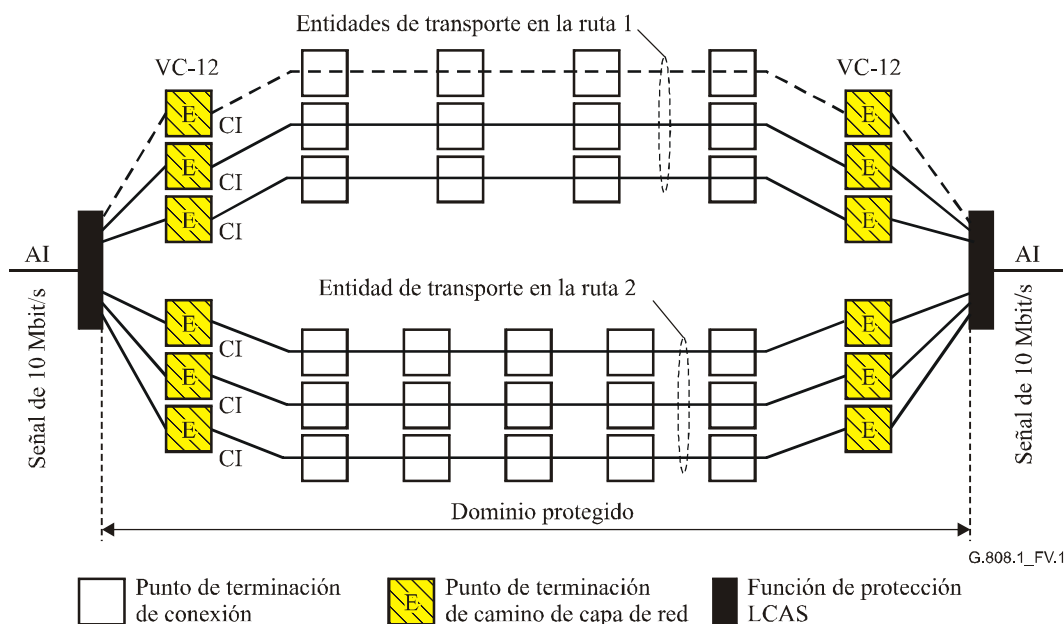 Entidades de transporte en la ruta 1
VC-12
VC-12
E
CI
E
CI
E
CI
E
E
E
AI
AI
Señal de 10 Mbit/s
Señal de 10 Mbit/s
Entidad de transporte en la ruta 2
E
CI
E
CI
E
CI
E
E
E
Dominio protegido
G.808.1_FV.1
Punto de terminación
de conexión
E
Punto de terminación
de camino de capa de red
Función de protección
LCAS